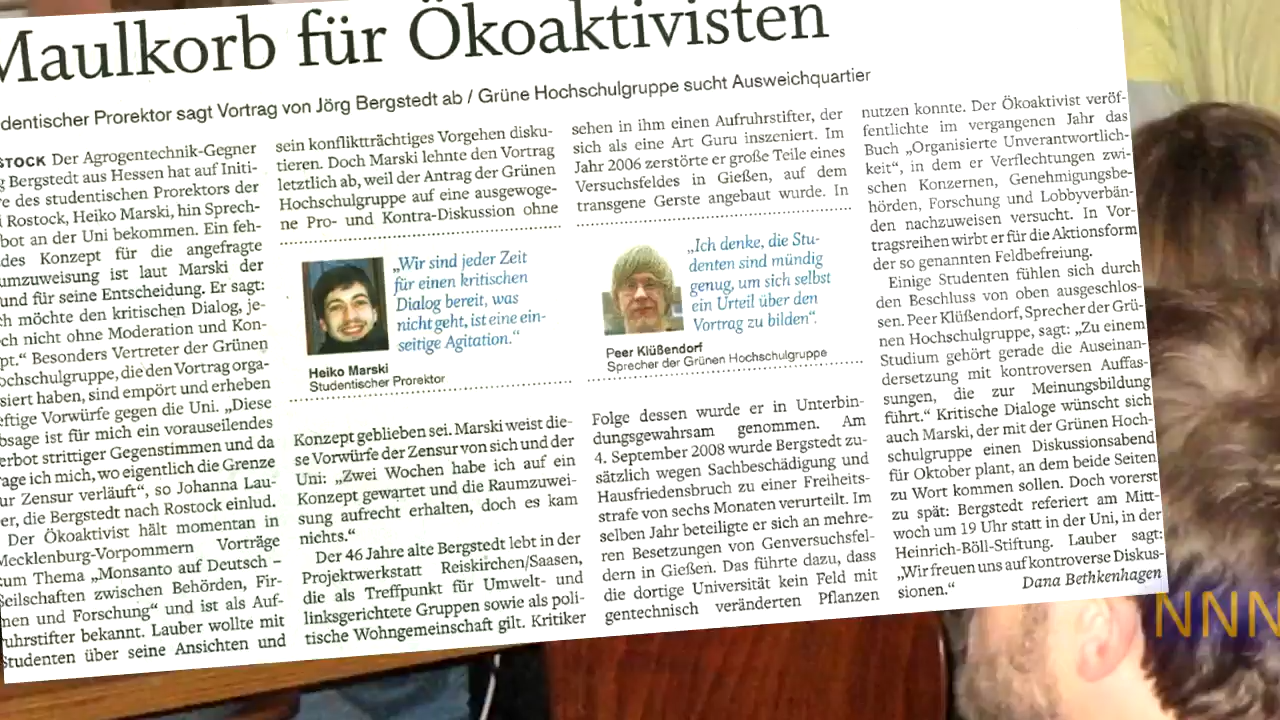 Maulkorb für Ökoaktivisten
dentischer Prorektor sagt Vortrag von Jörg Bergstedt ab / Grüne Hochschulgruppe sucht Ausweichquartier
STOCK Der Agrogentechnik-Gegner
g Bergstedt aus Hessen hat auf Initi-
e des studentischen Prorektors der
i Rostock, Heiko Marski, hin Sprech-
bot an der Uni bekommen. Ein feh-
des Konzept für die angefragte
umzuweisung ist laut Marski der
und für seine Entscheidung. Er sagt:
ch möchte den kritischen Dialog, je-
ch nicht ohne Moderation und Kon-
pt.“ Besonders Vertreter der Grünen
ochschulgruppe, die den Vortrag orga-
siert haben, sind empört und erheben
eftige Vorwürfe gegen die Uni. „Diese
bsage ist für mich ein vorauseilendes
erbot strittiger Gegenstimmen und da
rage ich mich, wo eigentlich die Grenze
ur Zensur verläuft“, so Johanna Lau-
er, die Bergstedt nach Rostock einlud.
Der Ökoaktivist hält momentan in
Mecklenburg-Vorpommern Vorträge
zum Thema „Monsanto auf Deutsch –
Seilschaften zwischen Behörden, Fir-
nen und Forschung“ und ist als Auf-
uhrstifter bekannt. Lauber wollte mit
Studenten über seine Ansichten und
sein konfliktträchtiges Vorgehen disku-
tieren. Doch Marski lehnte den Vortrag
letztlich ab, weil der Antrag der Grünen
Hochschulgruppe auf eine ausgewoge-
ne Pro- und Kontra-Diskussion ohne
„Wir sind jeder Zeit
für einen kritischen
Dialog bereit, was
nicht geht, ist eine ein-
seitige Agitation.“
Heiko Marski
Studentischer Prorektor
Konzept geblieben sei. Marski weist die-
se Vorwürfe der Zensur von sich und der
Uni: „Zwei Wochen habe ich auf ein
Konzept gewartet und die Raumzuwei-
sung aufrecht erhalten, doch es kam
nichts.“
Der 46 Jahre alte Bergstedt lebt in der
Projektwerkstatt Reiskirchen/Saasen,
die als Treffpunkt für Umwelt- und
linksgerichtete Gruppen sowie als poli-
tische Wohngemeinschaft gilt. Kritiker
sehen in ihm einen Aufruhrstifter, der
sich als eine Art Guru inszeniert. Im
Jahr 2006 zerstörte er große Teile eines
Versuchsfeldes in Gießen, auf dem
transgene Gerste angebaut wurde. In
„Ich denke, die Stu-
denten sind mündig
genug, um sich selbst
ein Urteil über den
Vortrag zu bilden“.
Peer Klüßendorf
Sprecher der Grünen Hochschulgruppe
Folge dessen wurde er in Unterbin-
dungsgewahrsam genommen. Am
4. September 2008 wurde Bergstedt zu-
sätzlich wegen Sachbeschädigung und
Hausfriedensbruch zu einer Freiheits-
strafe von sechs Monaten verurteilt. Im
selben Jahr beteiligte er sich an mehre-
ren Besetzungen von Genversuchsfel-
dern in Gießen. Das führte dazu, dass
die dortige Universität kein Feld mit
gentechnisch veränderten Pflanzen
nutzen konnte. Der Ökoaktivist veröf-
fentlichte im vergangenen Jahr das
Buch „Organisierte Unverantwortlich-
keit“, in dem er Verflechtungen zwi-
schen Konzernen, Genehmigungsbe-
hörden, Forschung und Lobbyverbän-
den nachzuweisen versucht. In Vor-
tragsreihen wirbt er für die Aktionsform
der so genannten Feldbefreiung.
Einige Studenten fühlen sich durch
den Beschluss von oben ausgeschlos-
sen. Peer Klüßendorf, Sprecher der Grü-
nen Hochschulgruppe, sagt: „Zu einem
Studium gehört gerade die Auseinan-
dersetzung mit kontroversen Auffas-
sungen, die zur Meinungsbildung
führt.“ Kritische Dialoge wünscht sich
auch Marski, der mit der Grünen Hoch-
schulgruppe einen Diskussionsabend
für Oktober plant, an dem beide Seiten
zu Wort kommen sollen. Doch vorerst
zu spät: Bergstedt referiert am Mitt-
woch um 19 Uhr statt in der Uni, in der
Heinrich-Böll-Stiftung. Lauber sagt:
„Wir freuen uns auf kontroverse Diskus-
sionen.“ Dana Bethkenhagen
NNN